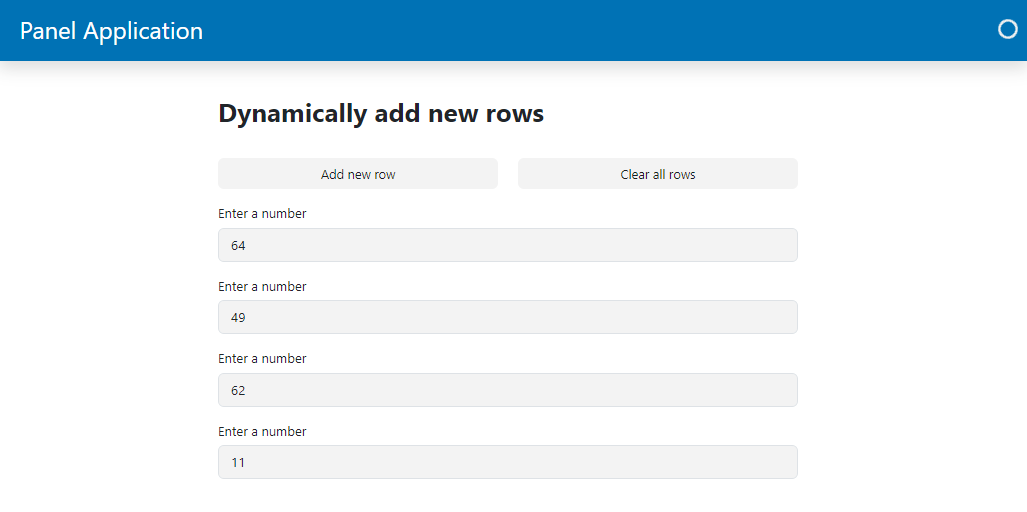 Panel Application
Dynamically add new rows
Add new row Clear all rows
Enter a number
64
Enter a number
49
Enter a number
62
Enter a number
11